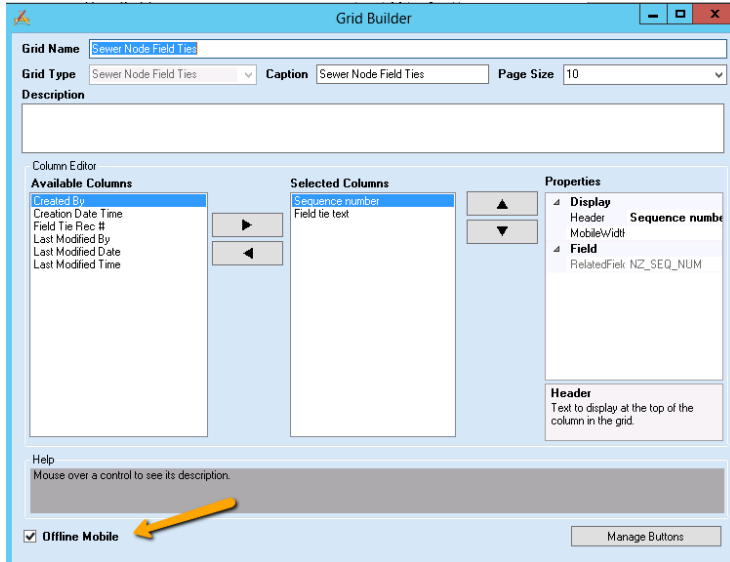 Grid Builder
Grid Name Sewer Node Field Ties
Grid Type Sewer Node Field Ties Caption Sewer Node Field Ties Page Size 10
Description
Column Editor
Available Columns Selected Columns Properties
Created By
Creation Date Time
Field Tie Rec #
Last Modified By
Last Modified Date
Last Modified Time
Sequence number
Field tie text
Display
Header Sequence numbe
MobileWidth
Field
RelatedField NZ_SEQ_NUM
Header
Text to display at the top of the
column in the grid.
Help
Mouse over a control to see its description.
Offline Mobile Manage Buttons